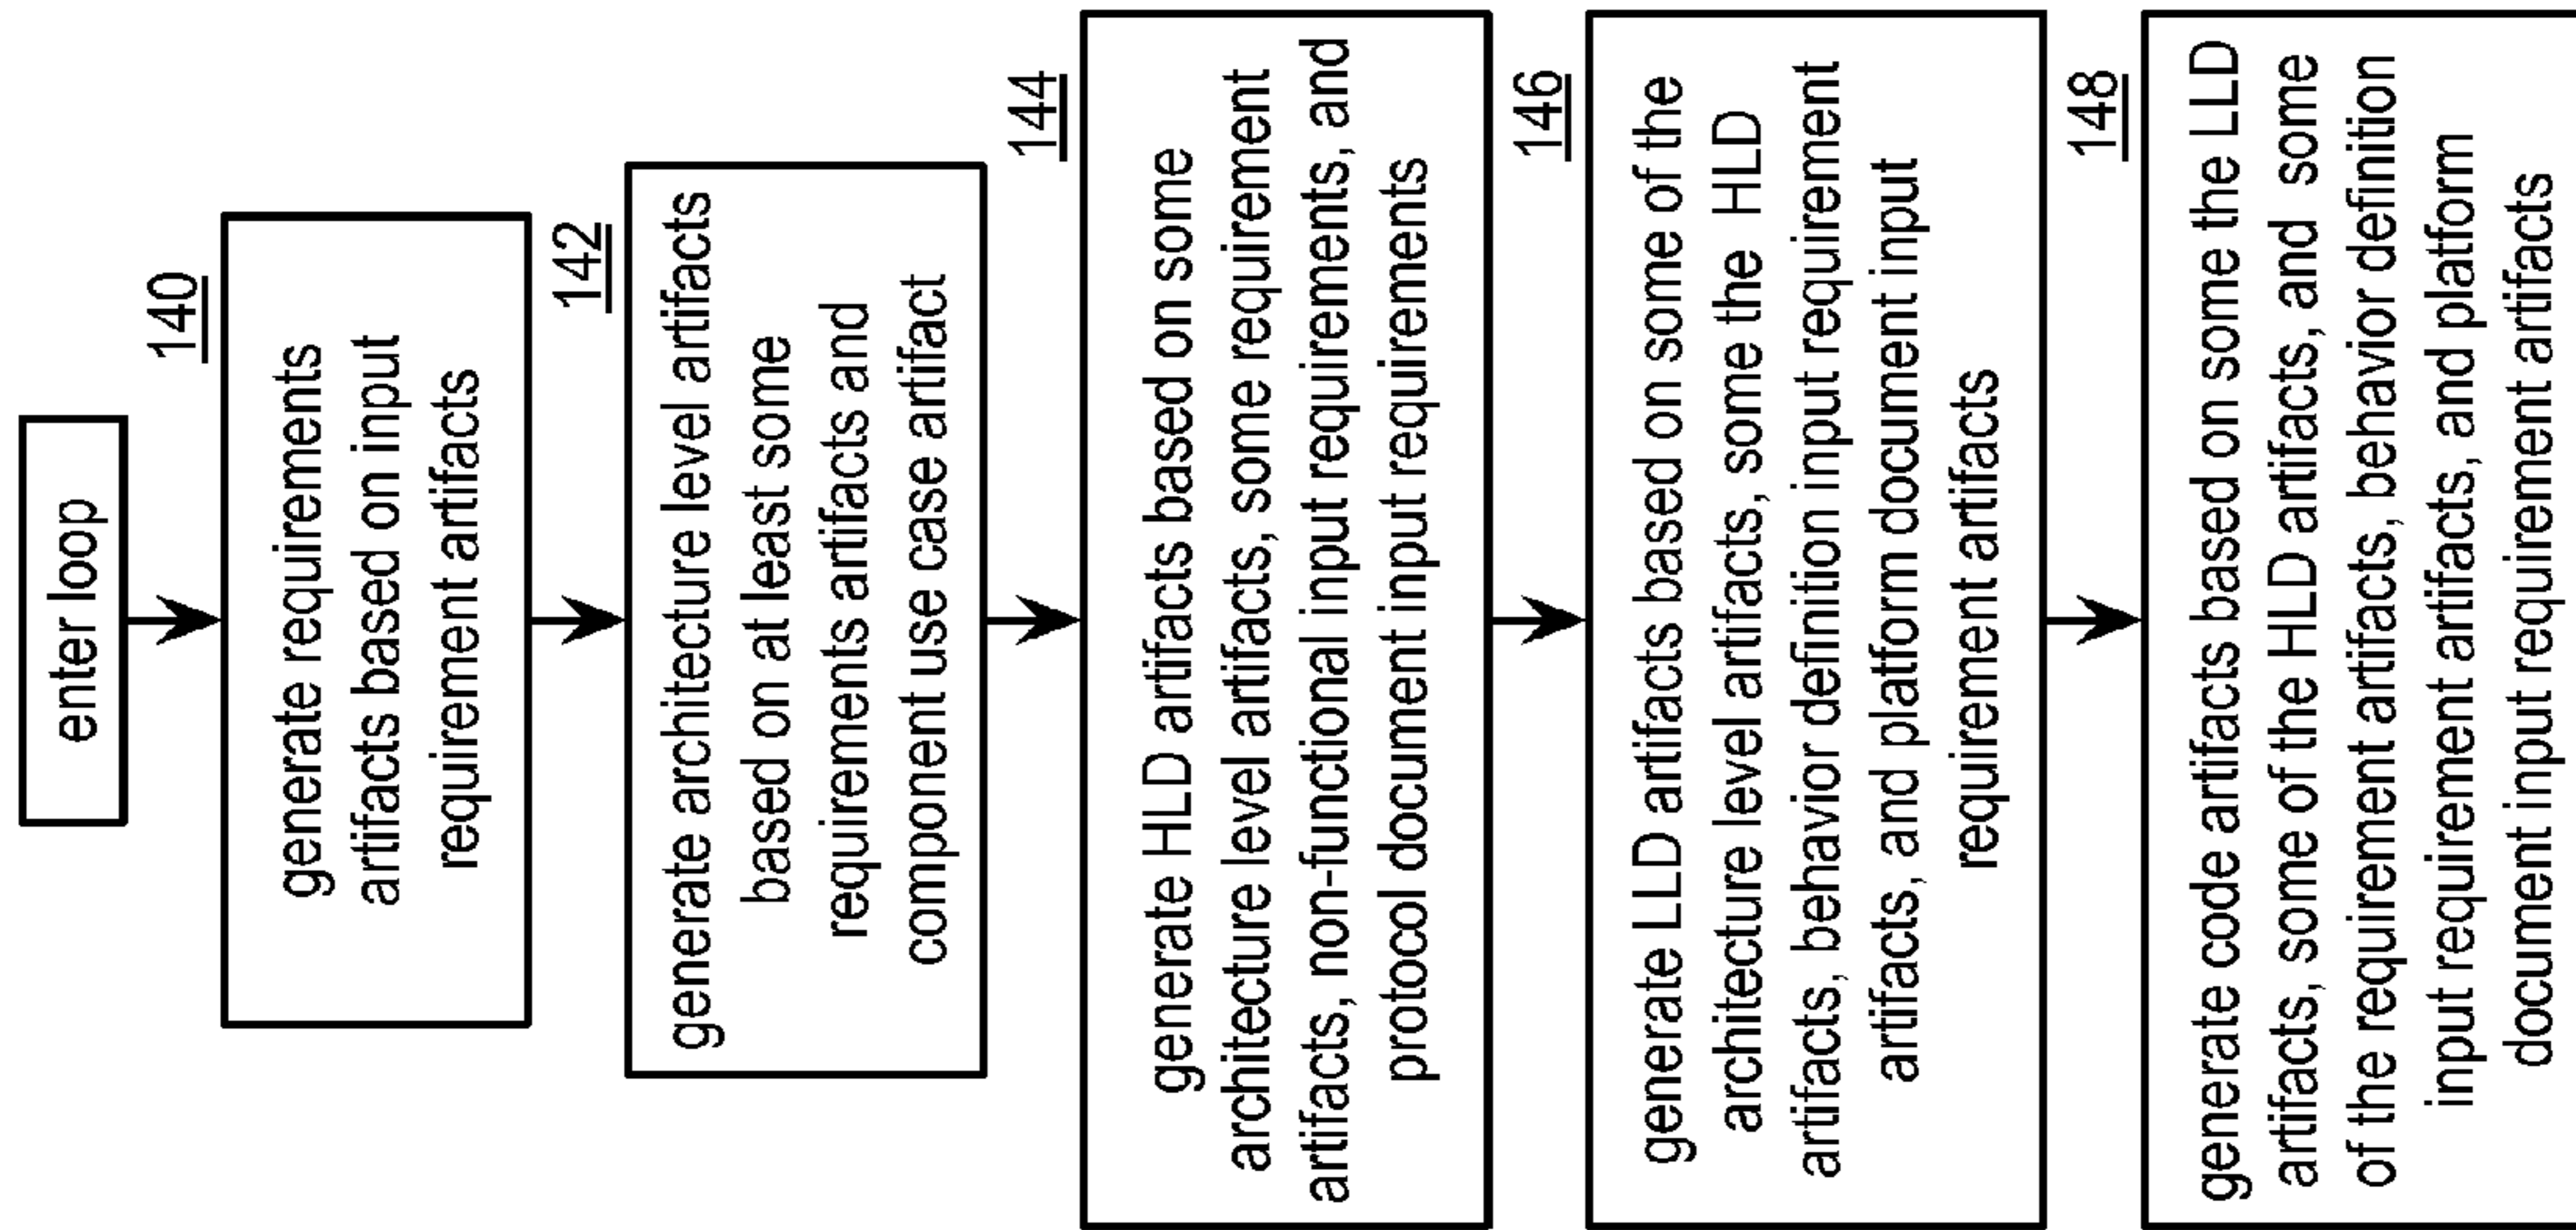 enter loop
140
generate requirements
artifacts based on input
requirement artifacts
142
generate architecture level artifacts
based on at least some
requirements artifacts and
component use case artifact
144
generate HLD artifacts based on some
architecture level artifacts, some requirement
artifacts, non-functional input requirements, and
protocol document input requirements
146
generate LLD artifacts based on some of the
architecture level artifacts, some the HLD
artifacts, behavior definition input requirement
artifacts, and platform document input
requirement artifacts
148
generate code artifacts based on some the LLD
artifacts, some of the HLD artifacts, and some
of the requirement artifacts, behavior definition
input requirement artifacts, and platform
document input requirement artifacts